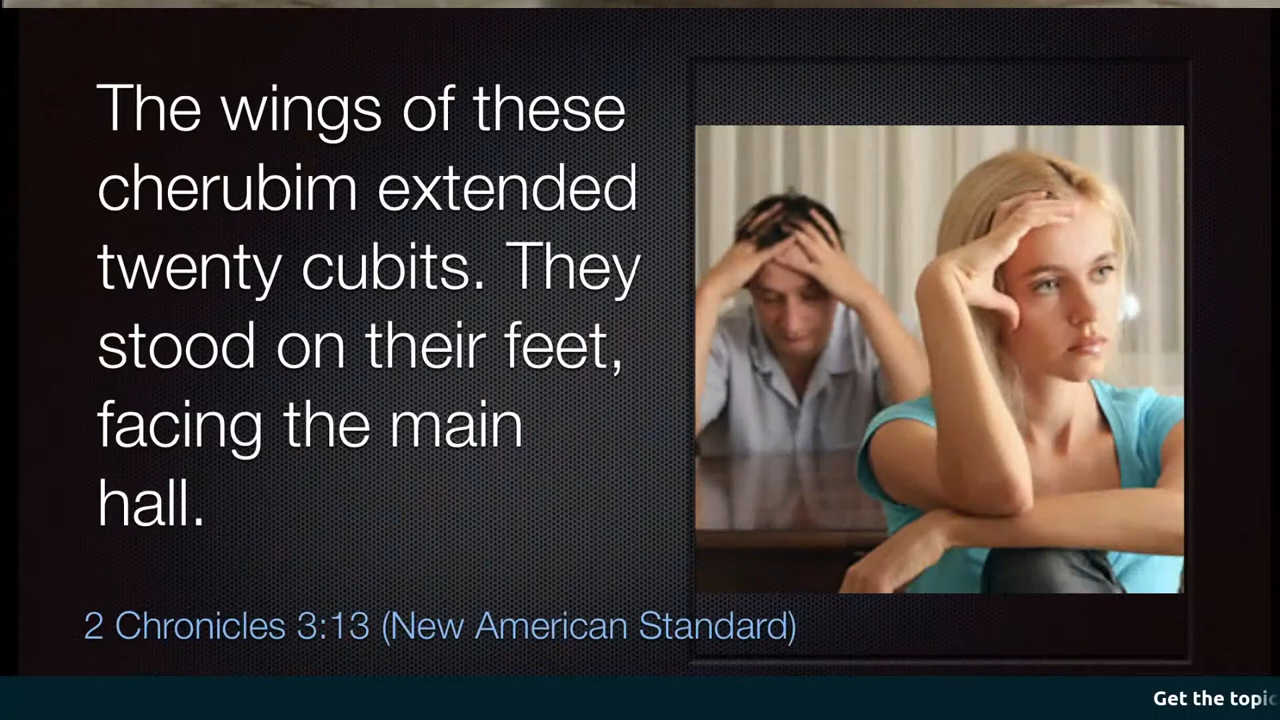 The wings of these
cherubim extended
twenty cubits. They
stood on their feet,
facing the main
hall.
2 Chronicles 3:13 (New American Standard)
Get the topic